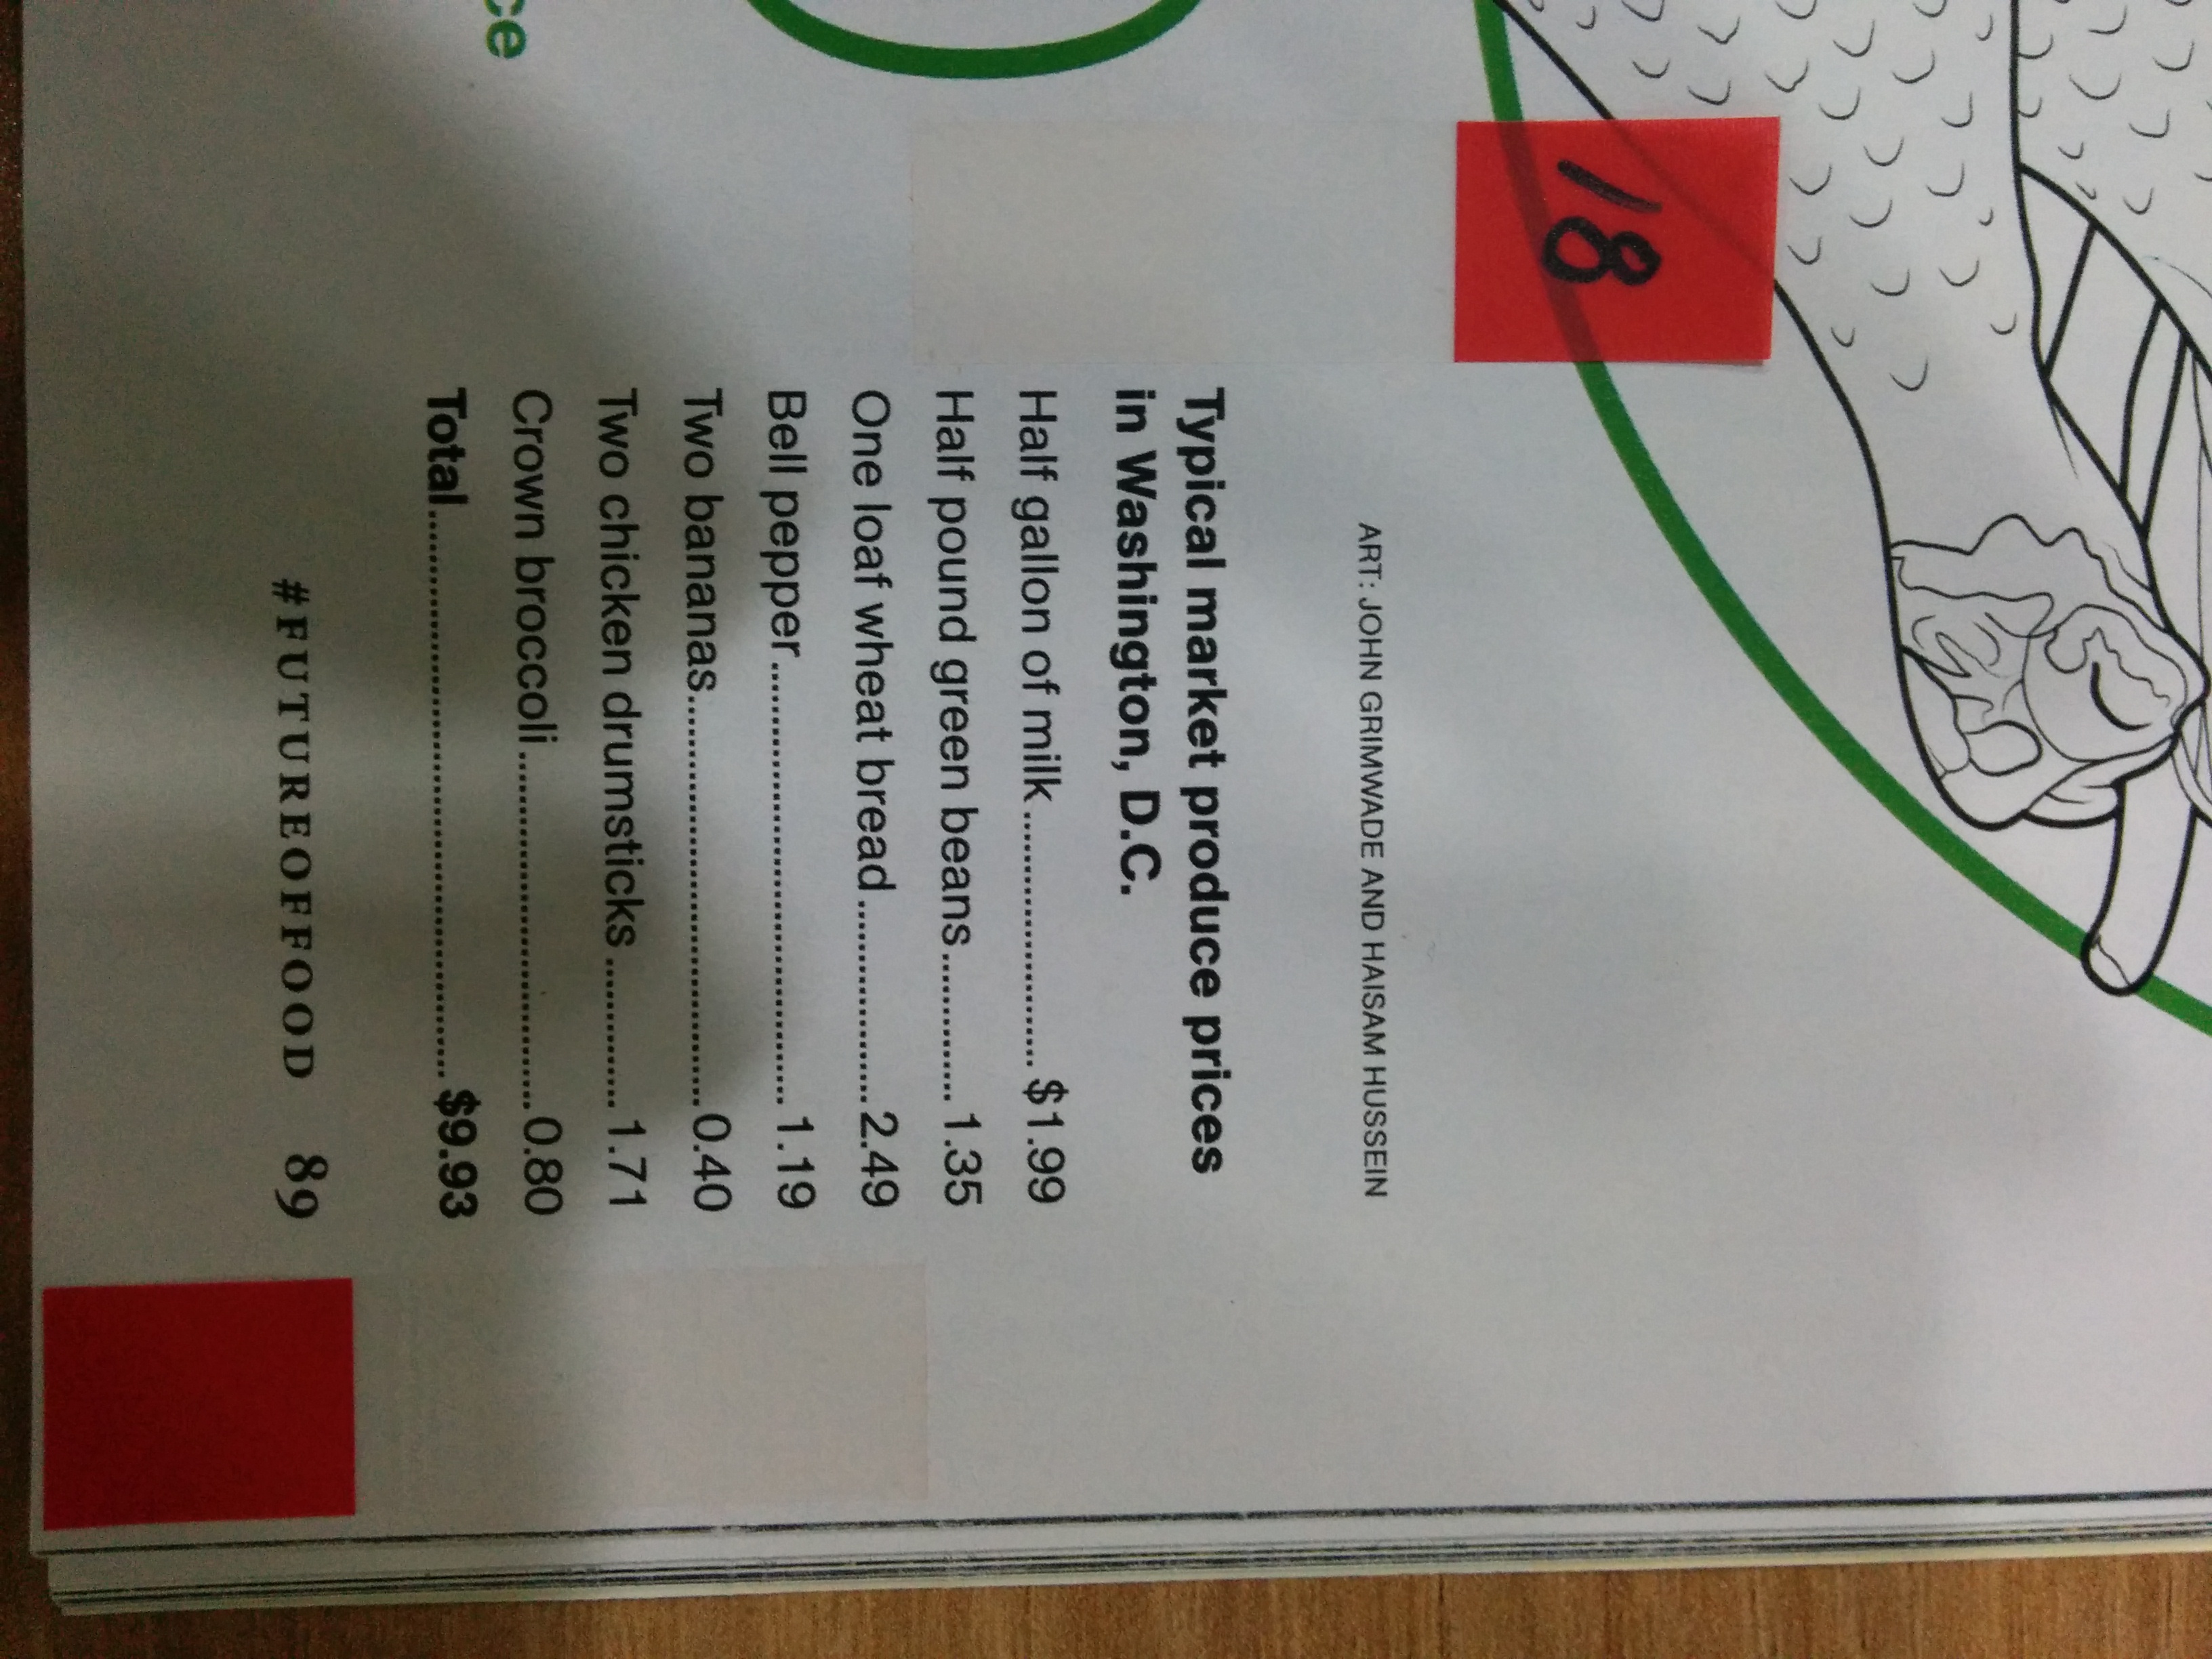 ce
18
ART: JOHN GRIMWADE AND HAISAM HUSSEIN
Typical market produce prices
in Washington, D.C.
Half gallon of milk........................$1.99
Half pound green beans..............1.35
One loaf wheat bread...................2.49
Bell pepper...........................................1.19
Two bananas........................................0.40
Two chicken drumsticks ..............1.71
Crown broccoli...................................0.80
Total.......................................................$9.93
#FUTUREOFFOOD 89